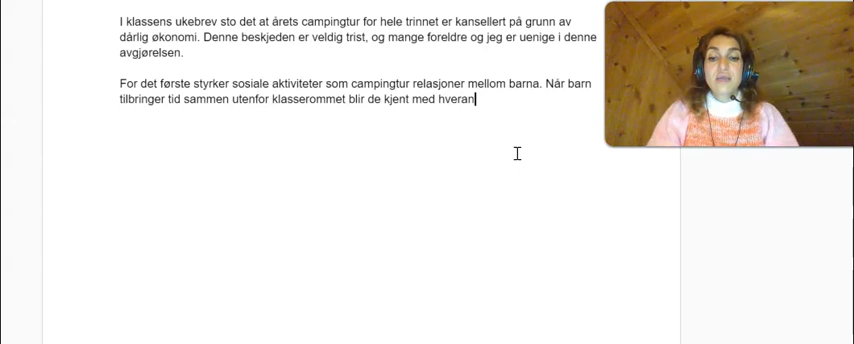 I klassens ukebrev sto det at årets campingtur for hele trinnet er kansellert på grunn av
dårlig økonomi. Denne beskjeden er veldig trist, og mange foreldre og jeg er uenige i denne
avgjørelsen.
For det første styrker sosiale aktiviteter som campingtur relasjoner mellom barna. Når barn
tilbringer tid sammen utenfor klasserommet blir de kjent med hveran